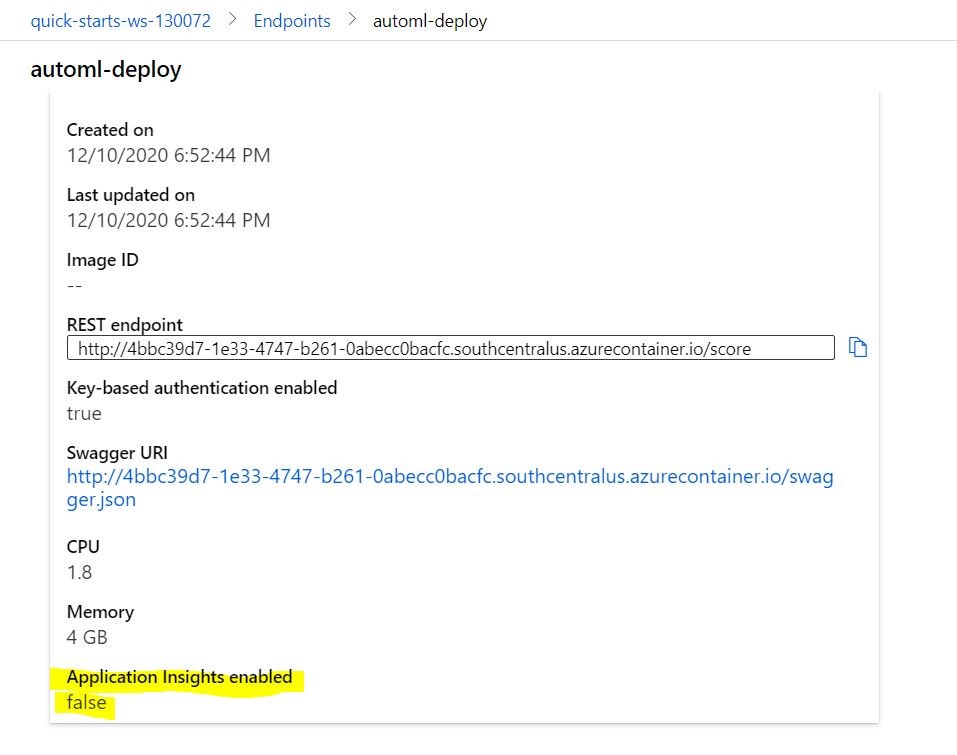 quick-starts-ws-130072 > Endpoints > automl-deploy
automl-deploy
Created on
12/10/2020 6:52:44 PM
Last updated on
12/10/2020 6:52:44 PM
Image ID
--
REST endpoint
http://4bbc39d7-1e33-4747-b261-0abecc0bacfc.southcentralus.azurecontainer.io/score
Key-based authentication enabled
true
Swagger URI
http://4bbc39d7-1e33-4747-b261-0abecc0bacfc.southcentralus.azurecontainer.io/swag
ger.json
CPU
1.8
Memory
4 GB
Application Insights enabled
false